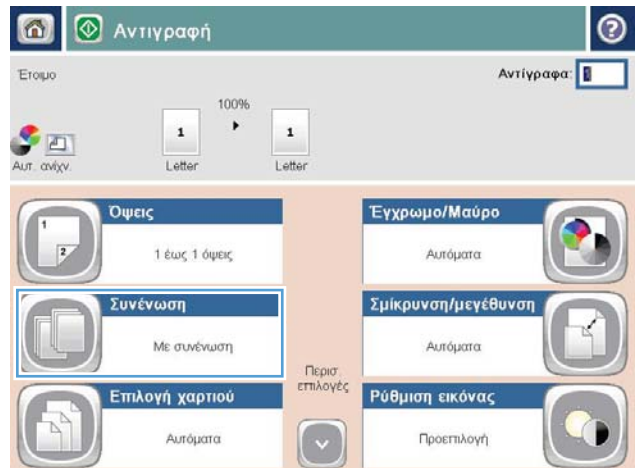 Αντιγραφή
?
Έτοιμο
Αντίγραφα: 1
100%
1
1
Αυτ. ανίχν.
Letter
Letter
Όψεις
1
2
1 έως 1 όψεις
Έγχρωμο/Μαύρο
Αυτόματα
Συνένωση
Με συνένωση
Σμίκρυνση/μεγέθυνση
Αυτόματα
Περισ.
επιλογές
Επιλογή χαρτιού
Αυτόματα
Ρύθμιση εικόνας
Προεπιλογή